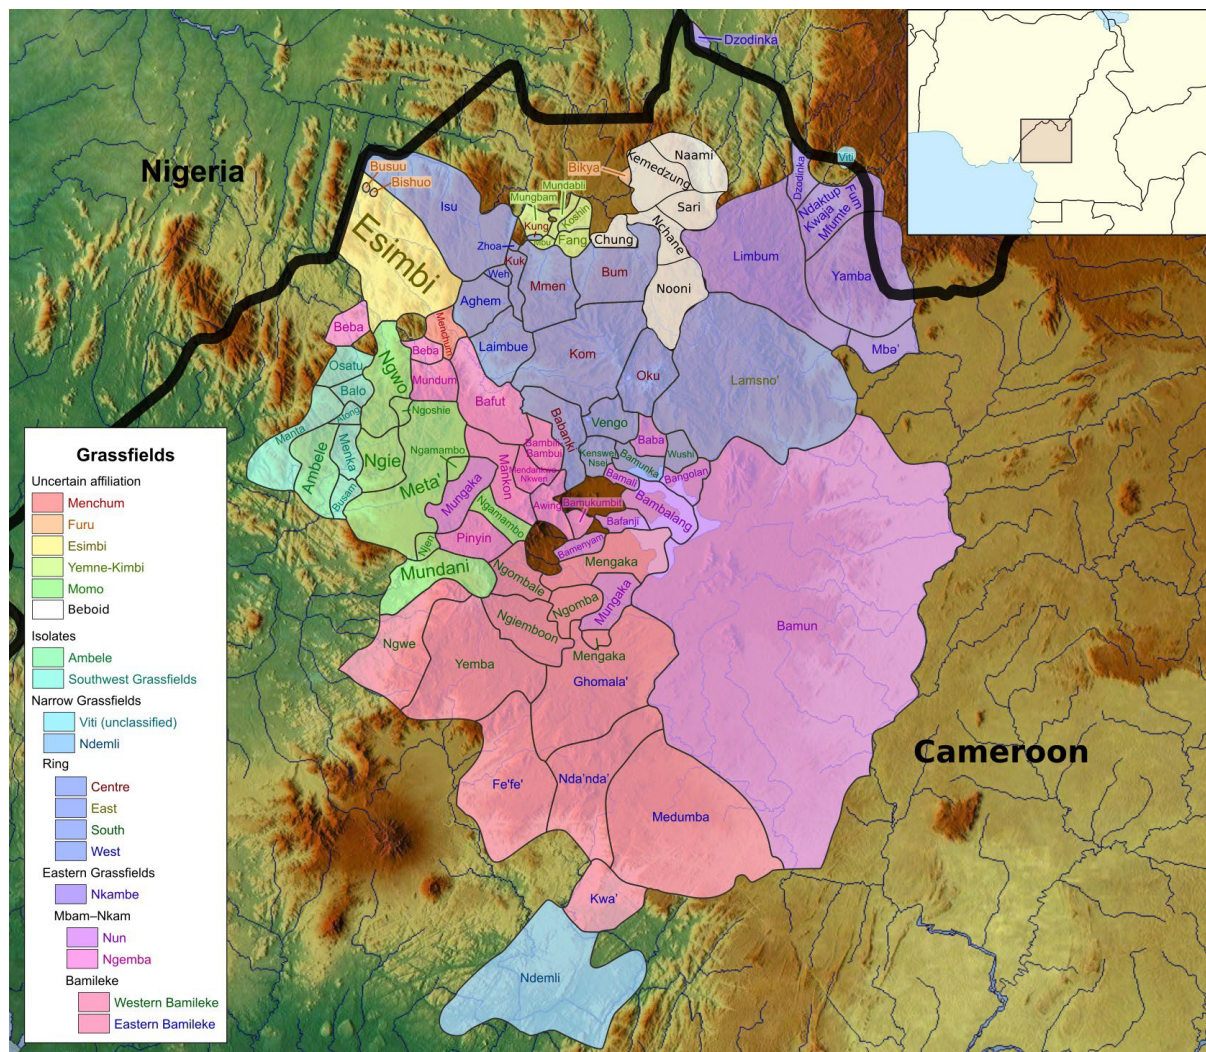 Dzodinka
Nigeria
Busuu
Bishuo
Bikya
Naami
Kemedzung
Viti
Dzodinka
Ndaktup
Kwaja
Mfumte
Fum
Isu
Mundabli
Mungbam
Koshin
Kung
Mbu
Fang
Sari
Chung
Nchane
Esimbi
Zhoa
Kuk
Weh
Mmen
Bum
Nooni
Limbum
Yamba
Aghem
Beba
Menchum
Laimbue
Kom
Oku
Mbə'
Lamsno'
Ngwo
Beba
Mundum
Osatu
Balo
Atong
Manta
Ambele
Menka
Busam
Ngoshie
Ngie
Ngamambo
Meta'
Bafut
Babanki
Vengo
Baba
Wushi
Bambili
Bambui
Kenswei
Nsei
Bamunka
Bamali
Bangolan
Bambalang
Mendankwe
Nkwen
Mankon
Mungaka
Awing
Bamukumbit
Bafanji
Bamenyam
Ngamambo
Pinyin
Njen
Mundani
Mengaka
Ngombale
Ngomba
Mungaka
Ngiemboon
Mengaka
Ngwe
Yemba
Ghomala'
Bamun
Cameroon
Fe'fe'
Nda'nda'
Medumba
Kwa'
Ndemli
Grassfields
Uncertain affiliation
Menchum
Furu
Esimbi
Yemne-Kimbi
Momo
Beboid
Isolates
Ambele
Southwest Grassfields
Narrow Grassfields
Viti (unclassified)
Ndemli
Ring
Centre
East
South
West
Eastern Grassfields
Nkambe
Mbam–Nkam
Nun
Ngemba
Bamileke
Western Bamileke
Eastern Bamileke